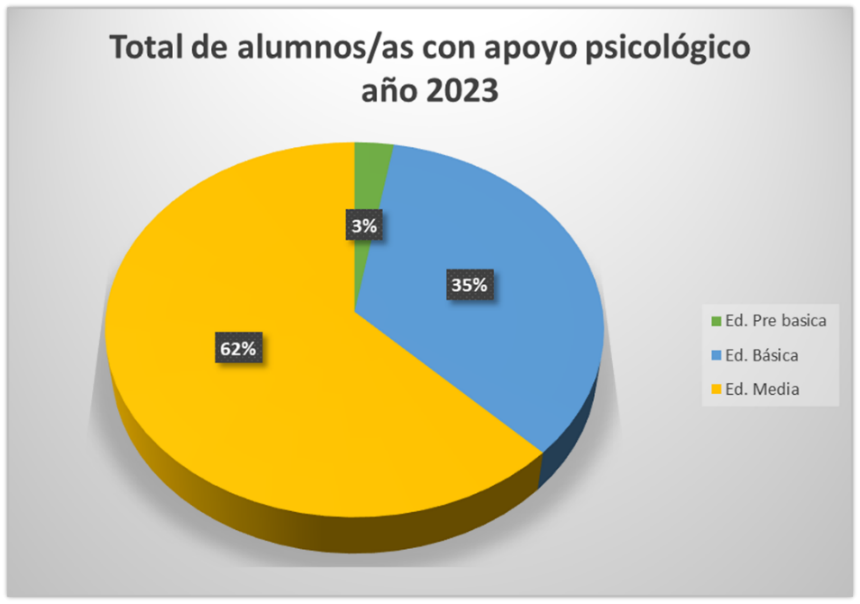 Total de alumnos/as con apoyo psicológico
año 2023
3%
35%
62%
Ed. Pre basica
Ed. Básica
Ed. Media